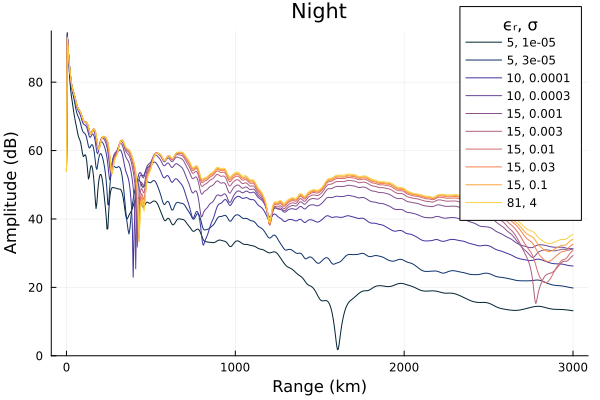 Night
ϵᵣ, σ
5, 1e-05
5, 3e-05
10, 0.0001
10, 0.0003
15, 0.001
15, 0.003
15, 0.01
15, 0.03
15, 0.1
81, 4
Amplitude (dB)
80
60
40
20
0
0 1000 2000 3000
Range (km)